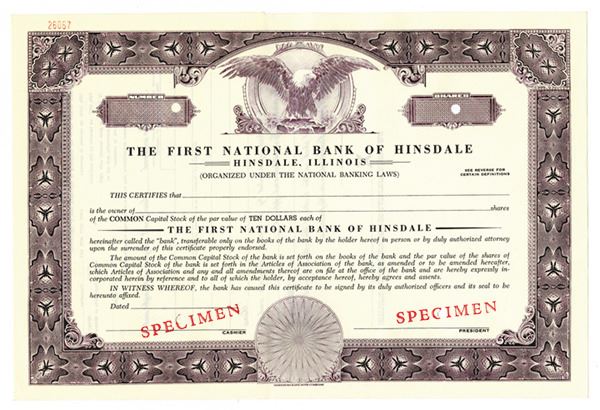 26087
NUMBER
SHARES
THE FIRST NATIONAL BANK OF HINSDALE
HINSDALE, ILLINOIS
(ORGANIZED UNDER THE NATIONAL BANKING LAWS)
SEE REVERSE FOR
CERTAIN DEFINITIONS
THIS CERTIFIES that
is the owner of shares
of the COMMON Capital Stock of the par value of TEN DOLLARS each of
THE FIRST NATIONAL BANK OF HINSDALE
hereinafter called the "bank", transferable only on the books of the bank by the holder hereof in person or by duly authorized attorney
upon the surrender of this certificate properly endorsed.
The amount of the Common Capital Stock is set forth on the books of the bank and the par value of the shares of
Common Capital Stock of the bank is set forth in the Articles of Association of the bank, as amended or to be amended hereafter,
which Articles of Association and any and all amendments thereto are on file at the office of the bank and are hereby expressly in-
corporated herein by reference and to all of which the holder, by acceptance hereof, hereby agrees and assents.
IN WITNESS WHEREOF, the bank has caused this certificate to be signed by its duly authorized officers and its seal to be
hereunto affixed.
Dated
SPECIMEN
SPECIMEN
CASHIER
PRESIDENT